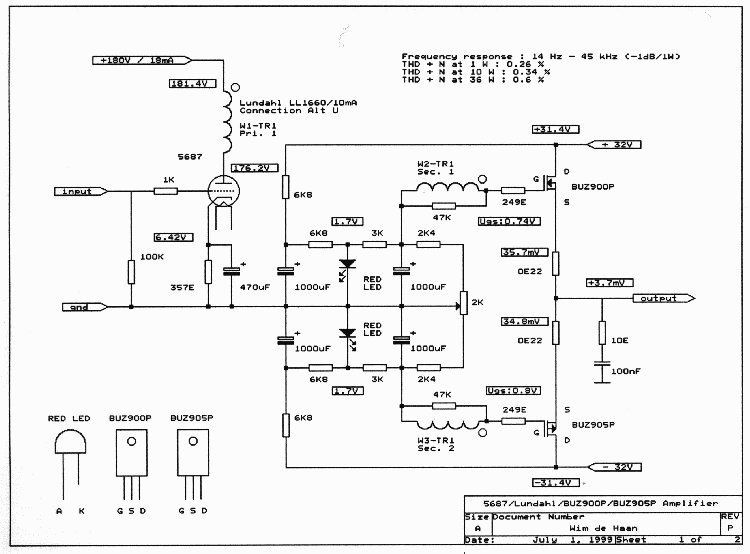 +180V / 18mA
181.4V
Lundahl LL1660/10mA
Connection Alt U
W1-TR1
Pri. 1
Frequency response : 14 Hz - 45 kHz (-1dB/1W)
THD + N at 1 W : 0.26 %
THD + N at 10 W : 0.34 %
THD + N at 36 W : 0.6 %
5687
176.2V
+31.4V
+ 32V
W2-TR1
Sec. 1
D
G
BUZ900P
S
input
1K
6K8
249E
47K
Ugs:0.74V
1.7V
6K8
3K
2K4
6.42V
100K
357E
470uF
1000uF
RED
LED
1000uF
35.7mV
0E22
+3.7mV
2K
output
gnd
RED
LED
1000uF
1000uF
34.8mV
0E22
10E
100nF
6K8
3K
2K4
1.7V
47K
Ugs:0.8V
249E
6K8
S
G
BUZ905P
D
W3-TR1
Sec. 2
- 32V
-31.4V
RED LED
BUZ900P
BUZ905P
A K
G S D
G S D
5687/Lundahl/BUZ900P/BUZ905P Amplifier
Size Document Number REV
A Wim de Haan P
Date: July 1, 1999 Sheet 1 of 2